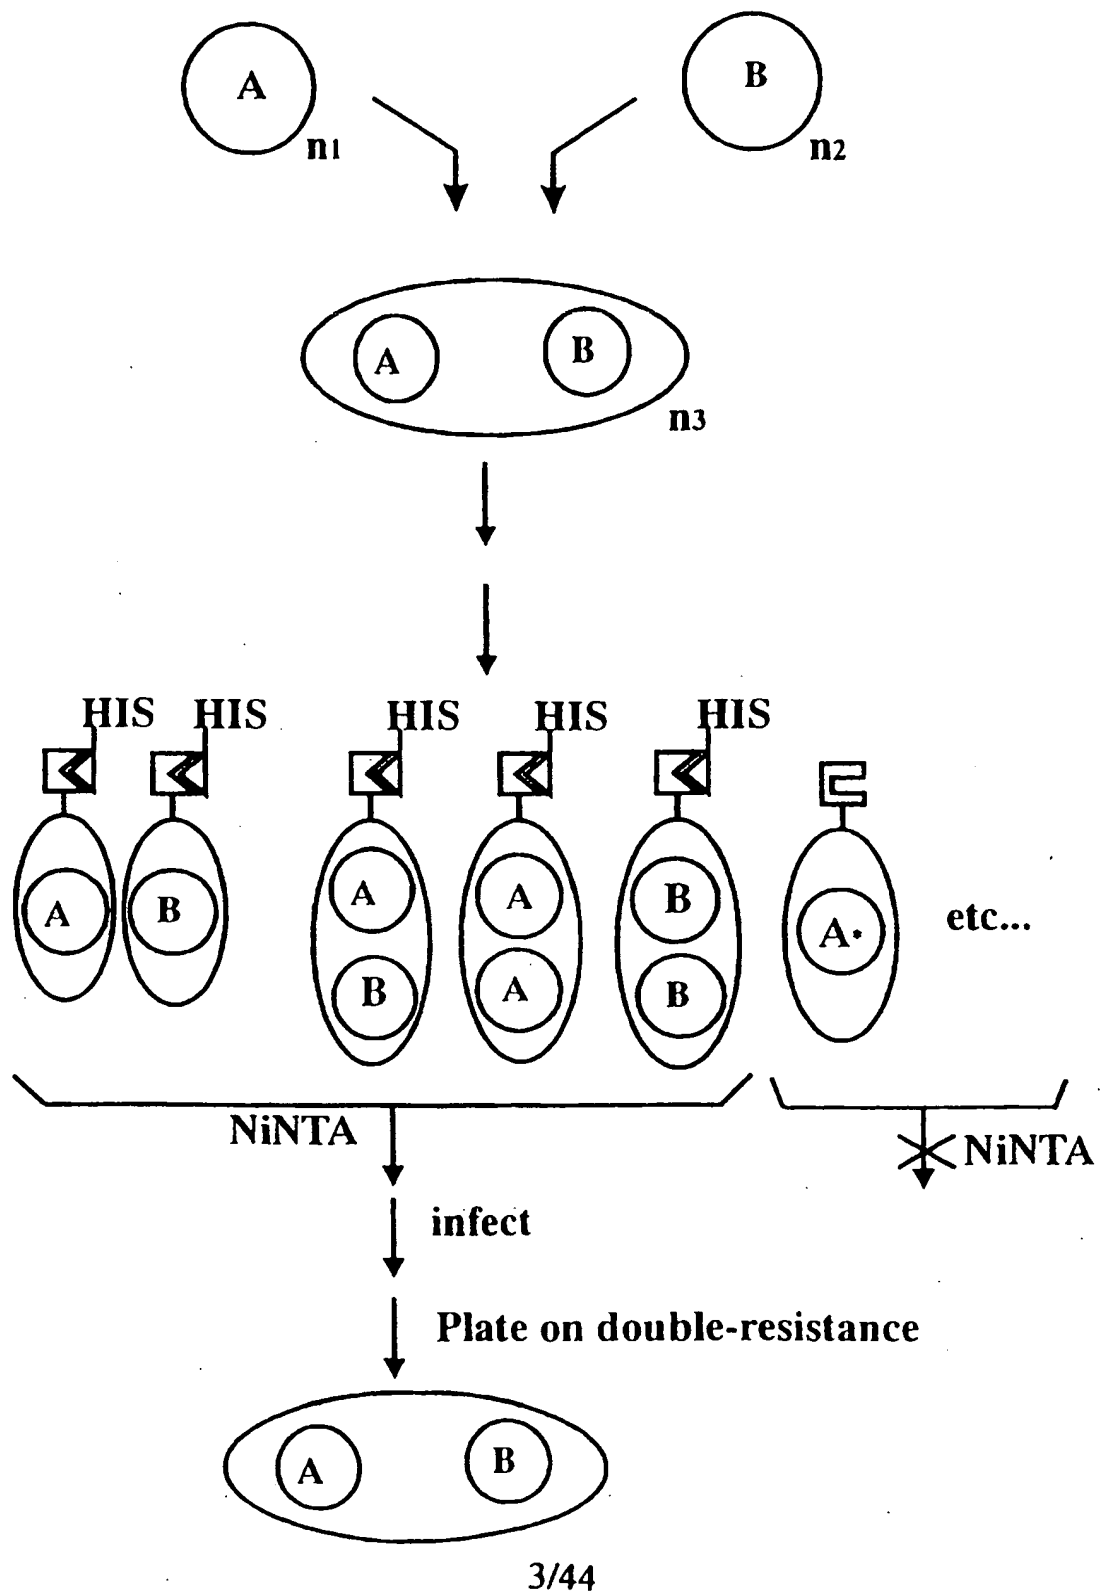 A
B
n1
n2
A
B
n3
HIS HIS HIS HIS HIS
A B A A B A* etc...
B A B
NiNTA
NiNTA
infect
Plate on double-resistance
A
B
3/44